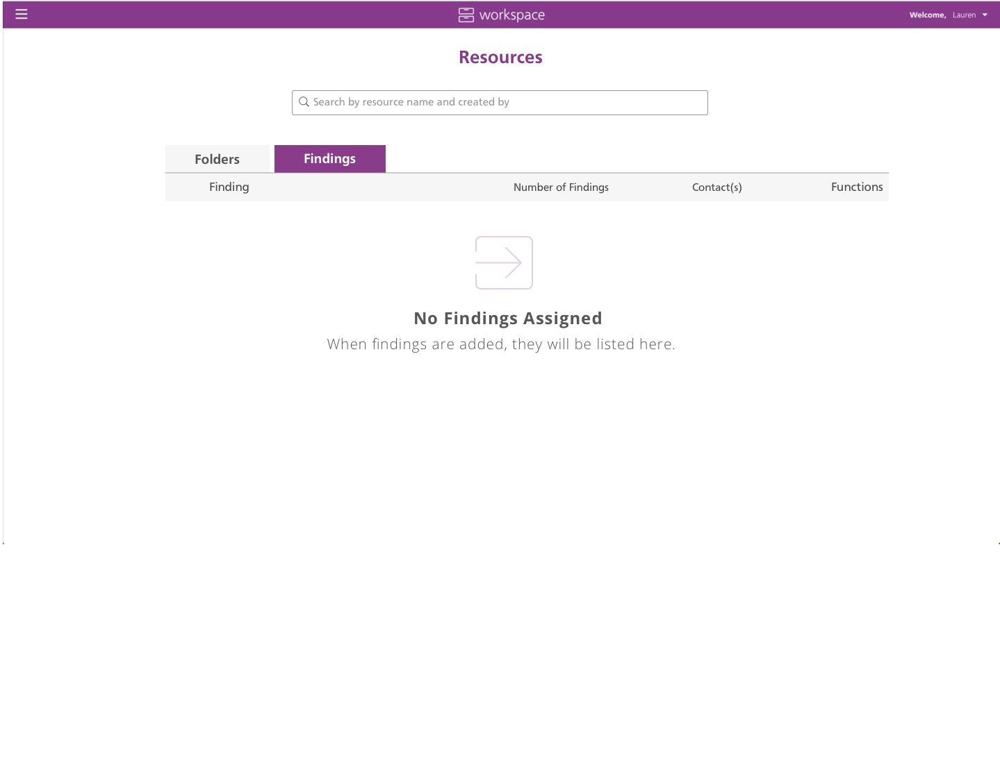 workspace
Welcome, Lauren
Resources
Search by resource name and created by
Folders Findings
Finding Number of Findings Contact(s) Functions
No Findings Assigned
When findings are added, they will be listed here.